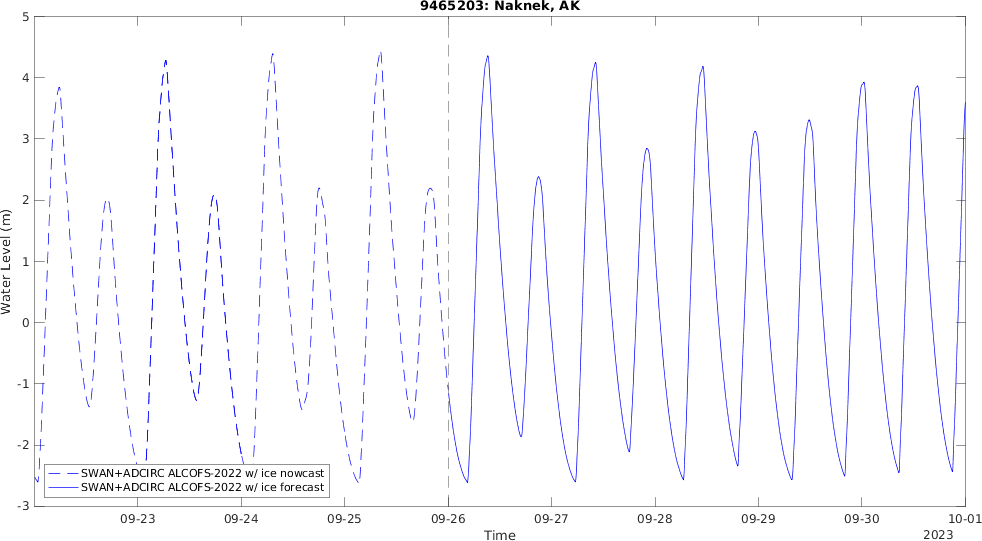 9465203: Naknek, AK
5
4
3
2
1
0
-1
-2
-3
Water Level (m)
SWAN+ADCIRC ALCOFS-2022 w/ ice nowcast
SWAN+ADCIRC ALCOFS-2022 w/ ice forecast
09-23 09-24 09-25 09-26 09-27 09-28 09-29 09-30 10-01
Time
2023